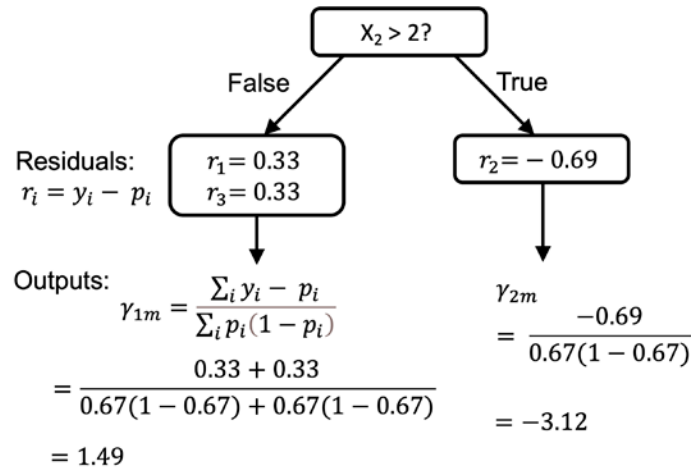 X₂ > 2?
False
True
Residuals:
rᵢ = yᵢ − pᵢ
r₁ = 0.33
r₃ = 0.33
r₂ = − 0.69
Outputs:
γ₁ₘ = (∑ᵢ yᵢ − pᵢ) / (∑ᵢ pᵢ(1 − pᵢ))
= (0.33 + 0.33) / (0.67(1 − 0.67) + 0.67(1 − 0.67))
= 1.49
γ₂ₘ
= −0.69 / (0.67(1 − 0.67))
= −3.12